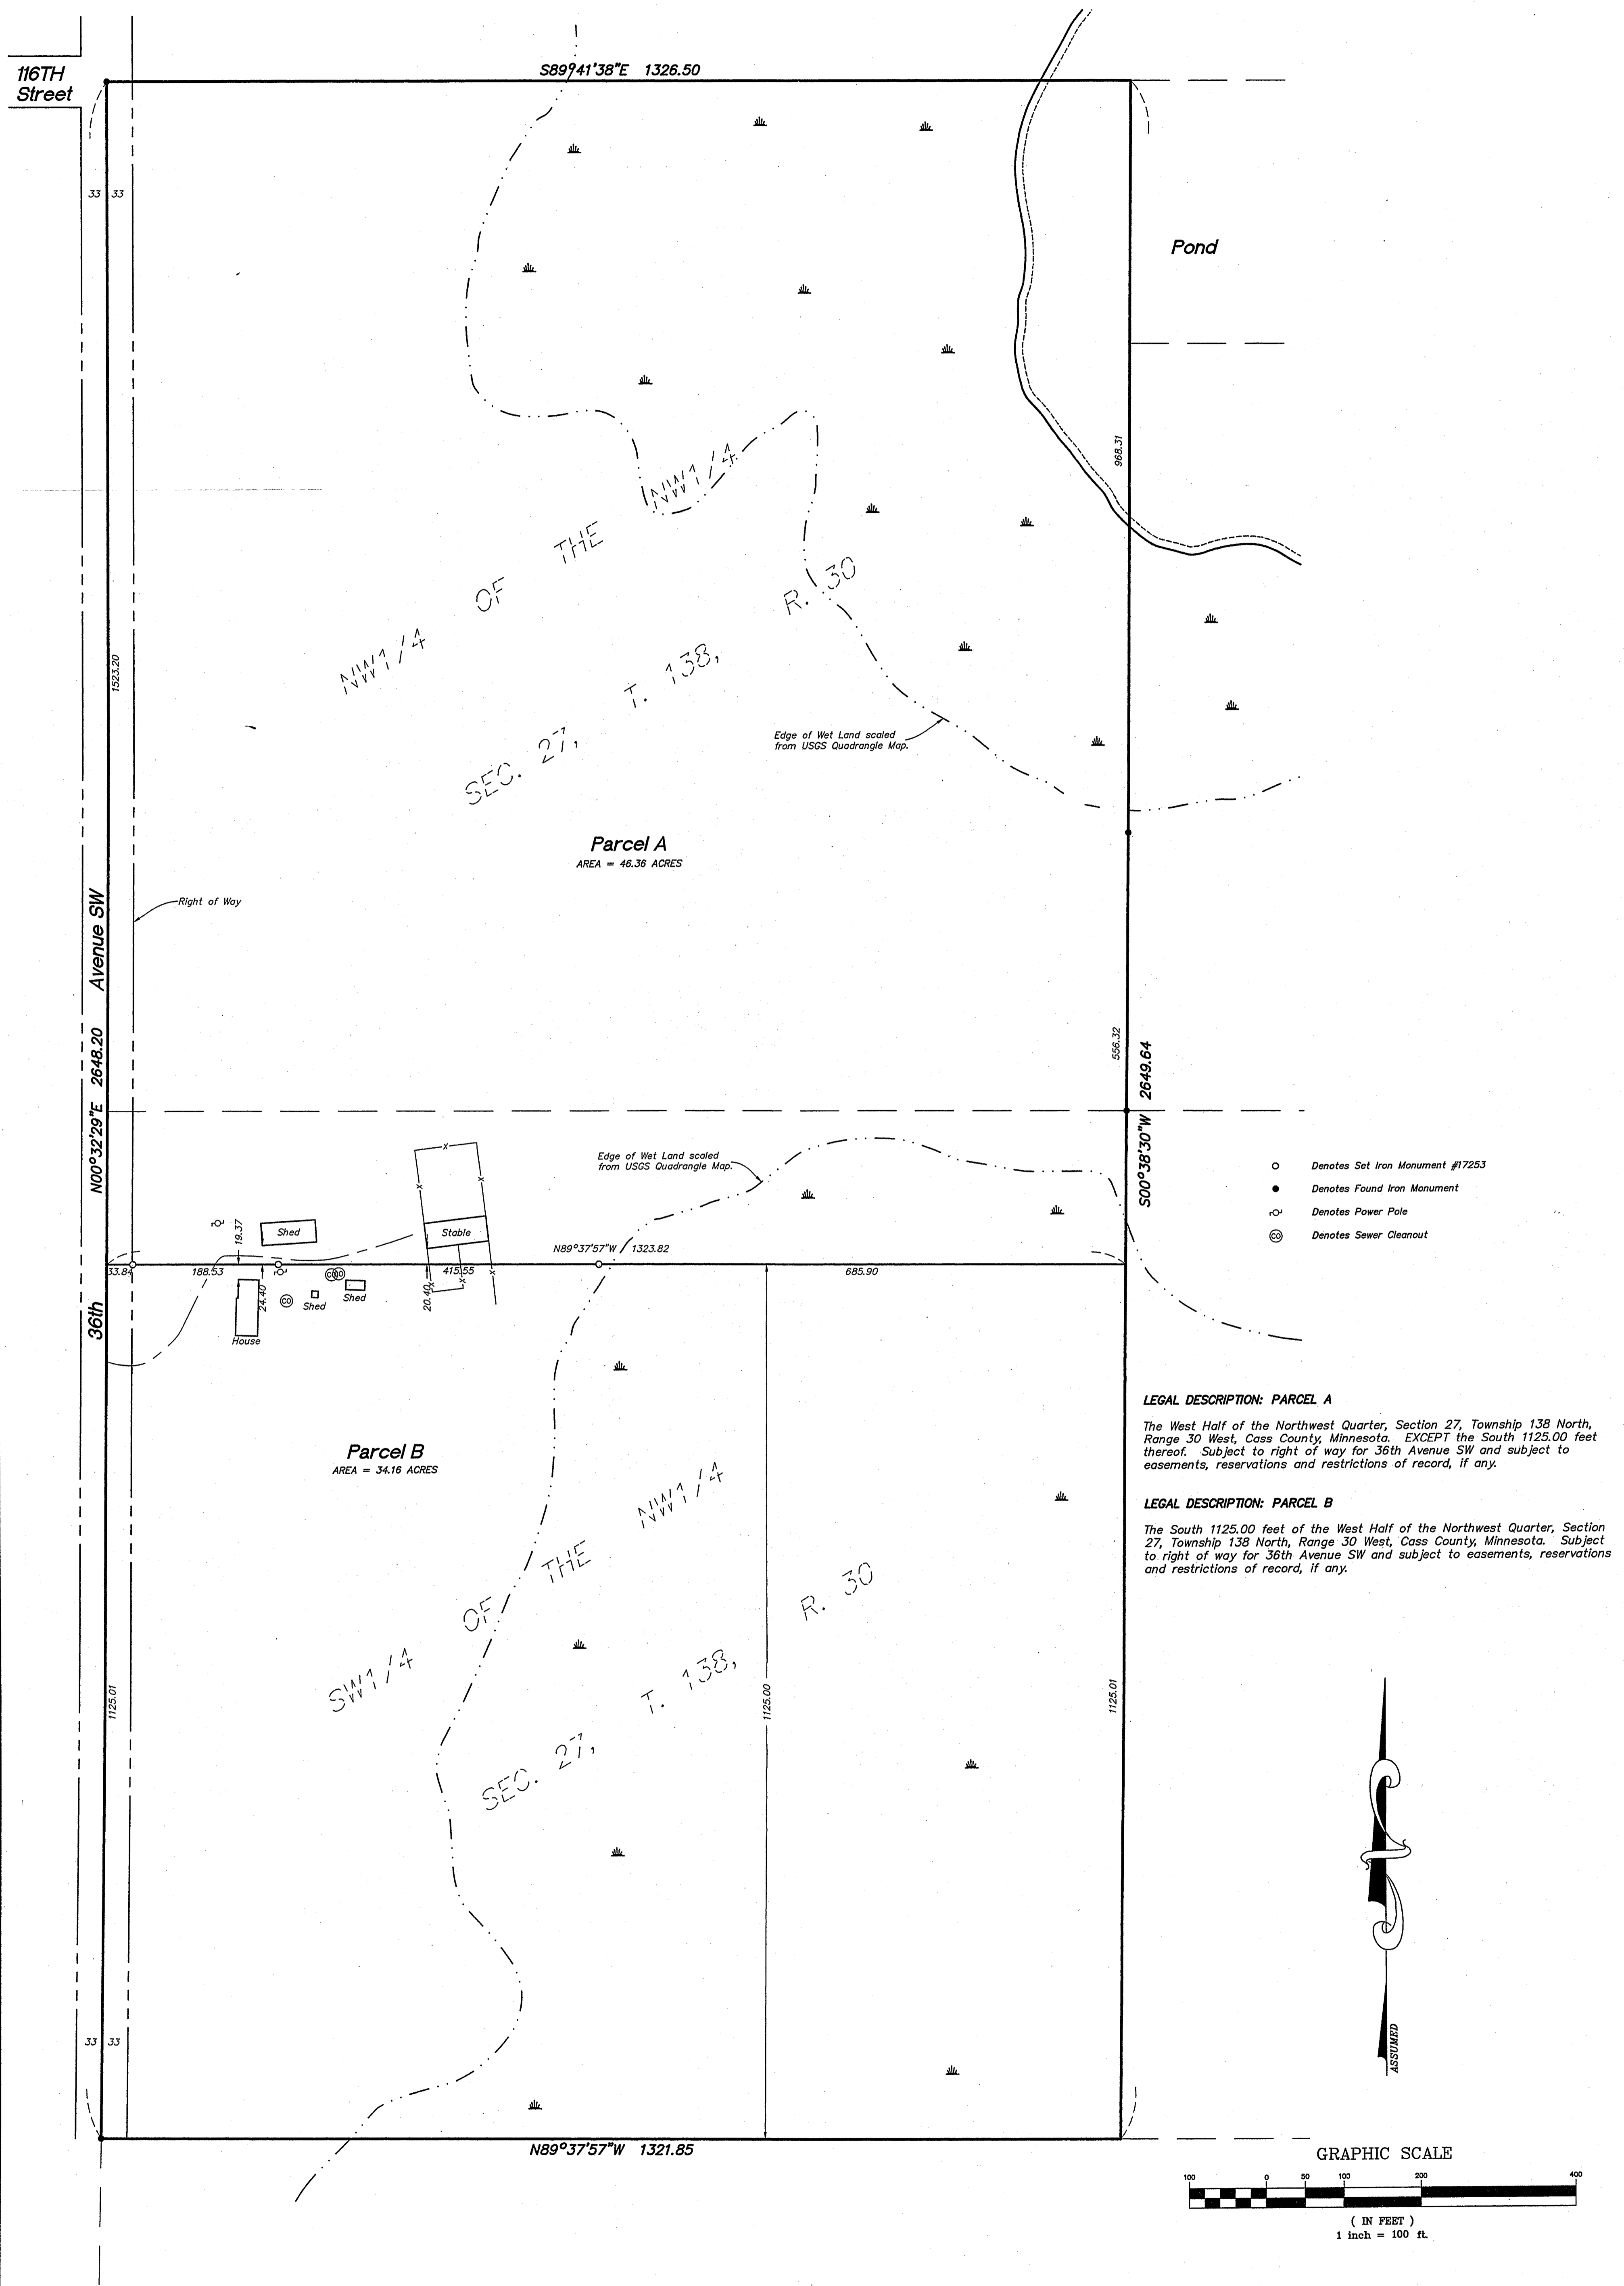 S89°41'38"E 1326.50
116TH
Street
33 33
Pond
968.31
NW1/4 OF THE NW1/4
SEC. 27, T. 138, R. 30
1523.20
Edge of Wet Land scaled
from USGS Quadrangle Map.
Parcel A
AREA = 46.36 ACRES
Right of Way
36th Avenue SW
N00°32'29"E 2648.20
556.32
S00°38'30"W 2649.64
Edge of Wet Land scaled
from USGS Quadrangle Map.
Denotes Set Iron Monument #17253
Denotes Found Iron Monument
Denotes Power Pole
CO Denotes Sewer Cleanout
19.37
Shed
Stable
N89°37'57"W 1323.82
33.84
188.53
415.55
685.90
24.40
20.40
CO
Shed
Shed
House
Parcel B
AREA = 34.16 ACRES
LEGAL DESCRIPTION: PARCEL A
The West Half of the Northwest Quarter, Section 27, Township 138 North,
Range 30 West, Cass County, Minnesota. EXCEPT the South 1125.00 feet
thereof. Subject to right of way for 36th Avenue SW and subject to
easements, reservations and restrictions of record, if any.
LEGAL DESCRIPTION: PARCEL B
The South 1125.00 feet of the West Half of the Northwest Quarter, Section
27, Township 138 North, Range 30 West, Cass County, Minnesota. Subject
to right of way for 36th Avenue SW and subject to easements, reservations
and restrictions of record, if any.
SW1/4 OF THE NW1/4
SEC. 27, T. 138, R. 30
1125.01
1125.00
1125.01
33 33
ASSUMED
N89°37'57"W 1321.85
GRAPHIC SCALE
100 0 50 100 200 400
( IN FEET )
1 inch = 100 ft.